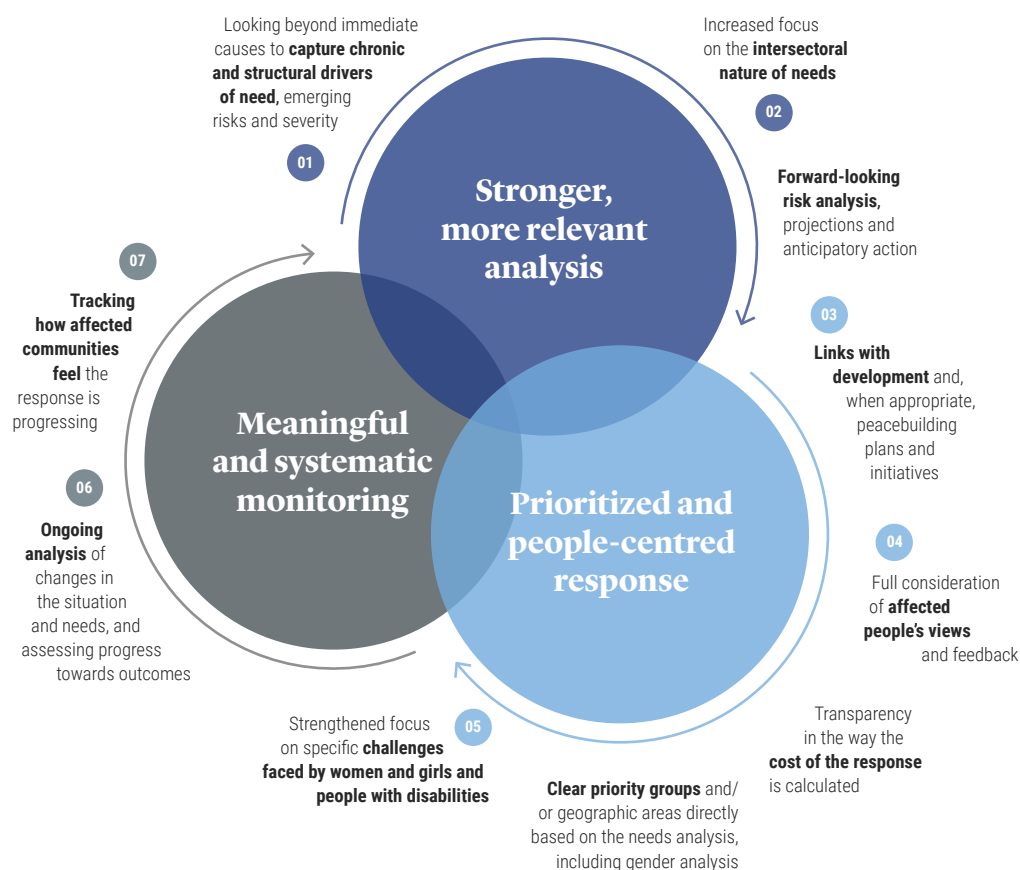 Looking beyond immediate
causes to capture chronic
and structural drivers
of need, emerging
risks and severity
01
Increased focus
on the intersectoral
nature of needs
02
Forward-looking
risk analysis,
projections and
anticipatory action
Stronger,
more relevant
analysis
03
Links with
development and,
when appropriate,
peacebuilding
plans and
initiatives
04
Full consideration
of affected
people's views
and feedback
Transparency
in the way the
cost of the response
is calculated
Clear priority groups and/
or geographic areas directly
based on the needs analysis,
including gender analysis
05
Strengthened focus
on specific challenges
faced by women and girls and
people with disabilities
Prioritized and
people-centred
response
06
Ongoing
analysis of
changes in
the situation
and needs, and
assessing progress
towards outcomes
07
Tracking
how affected
communities
feel the
response is
progressing
Meaningful
and systematic
monitoring